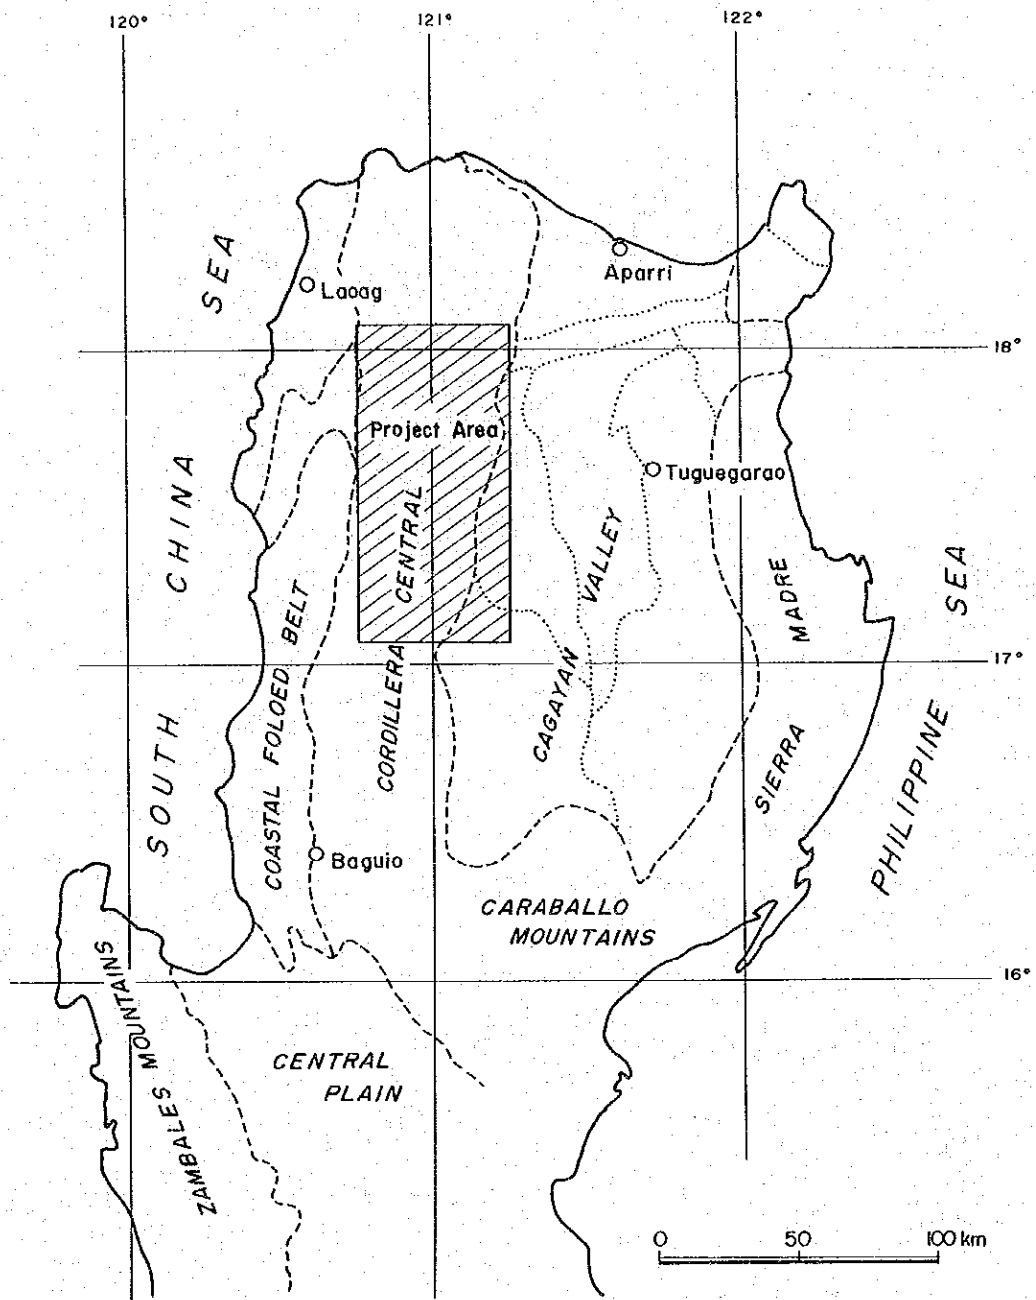 120°
121°
122°
SEA
Laoag
Aparri
18°
Project Area
CHINA
Tuguegarao
CENTRAL
VALLEY
SEA
COASTAL FOLOED BELT
MADRE
17°
CORDILLERA
CAGAYAN
SOUTH
SIERRA
PHILIPPINE
Baguio
CARABALLO
MOUNTAINS
16°
ZAMBALES MOUNTAINS
CENTRAL
PLAIN
0 50 100 km